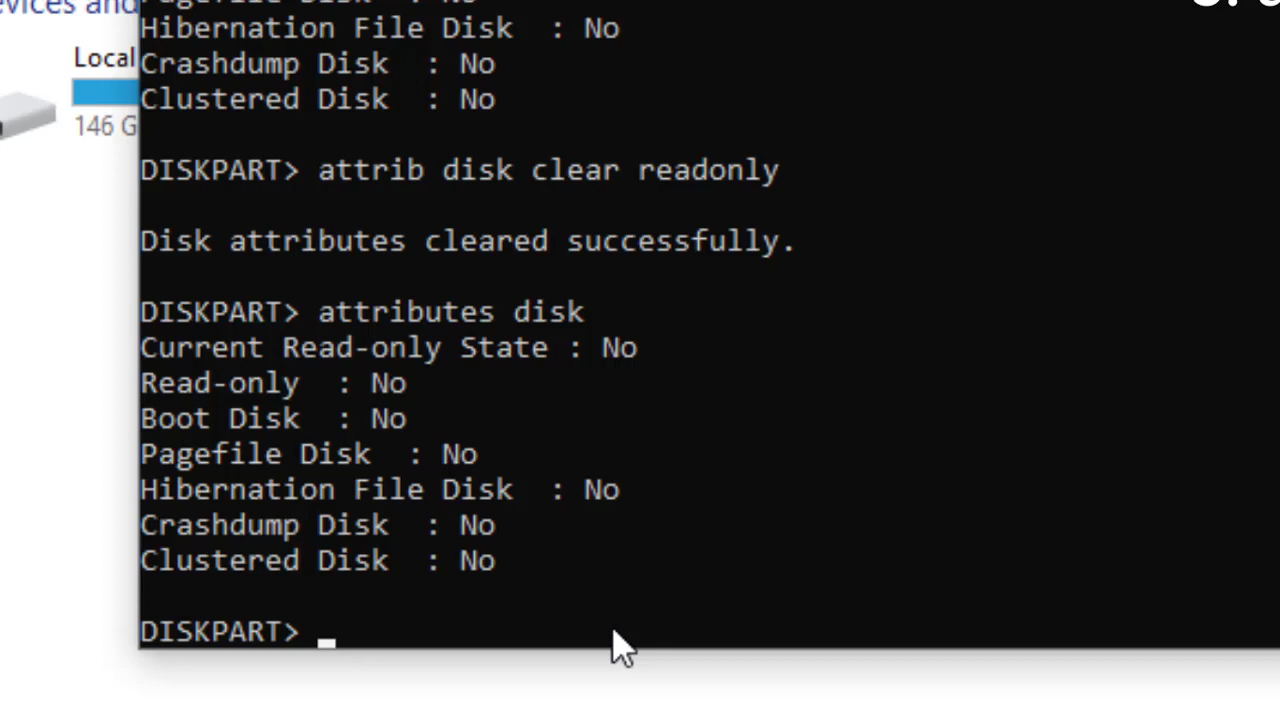 Hibernation File Disk  : No
Local
Crashdump Disk  : No
Clustered Disk  : No
146 G
DISKPART> attrib disk clear readonly
Disk attributes cleared successfully.
DISKPART> attributes disk
Current Read-only State : No
Read-only  : No
Boot Disk  : No
Pagefile Disk  : No
Hibernation File Disk  : No
Crashdump Disk  : No
Clustered Disk  : No
DISKPART>